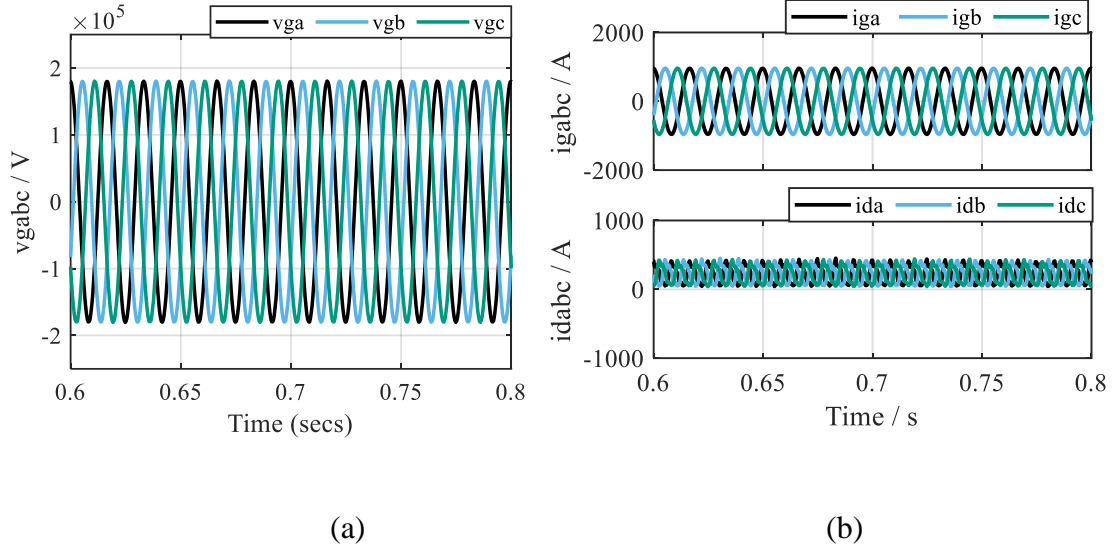 ×10⁵
vga vgb vgc
2
1
0
-1
-2
vgabc / V
0.6 0.65 0.7 0.75 0.8
Time (secs)
(a)
iga igb igc
2000
0
-2000
igabc / A
ida idb idc
1000
0
-1000
idabc / A
0.6 0.65 0.7 0.75 0.8
Time / s
(b)